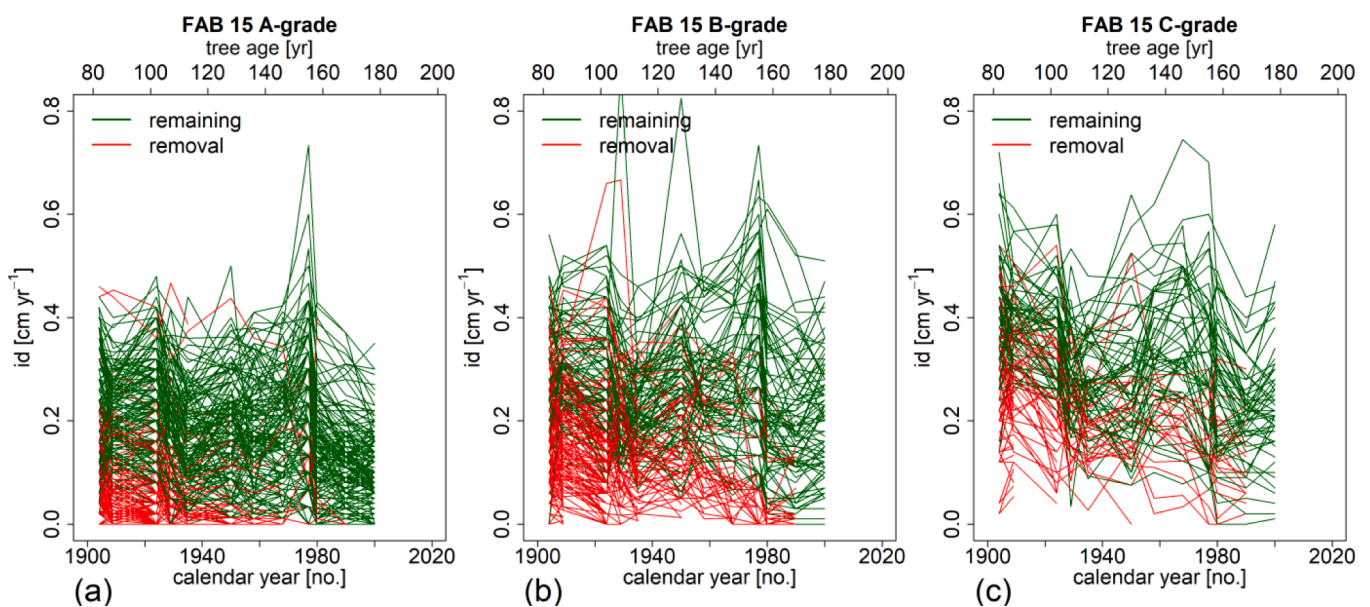 FAB 15 A-grade
tree age [yr]
80 100 120 140 160 180 200
remaining
removal
id [cm yr⁻¹]
0.8
0.6
0.4
0.2
0.0
1900 1940 1980 2020
calendar year [no.]
(a)
FAB 15 B-grade
tree age [yr]
80 100 120 140 160 180 200
remaining
removal
id [cm yr⁻¹]
0.8
0.6
0.4
0.2
0.0
1900 1940 1980 2020
calendar year [no.]
(b)
FAB 15 C-grade
tree age [yr]
80 100 120 140 160 180 200
remaining
removal
id [cm yr⁻¹]
0.8
0.6
0.4
0.2
0.0
1900 1940 1980 2020
calendar year [no.]
(c)